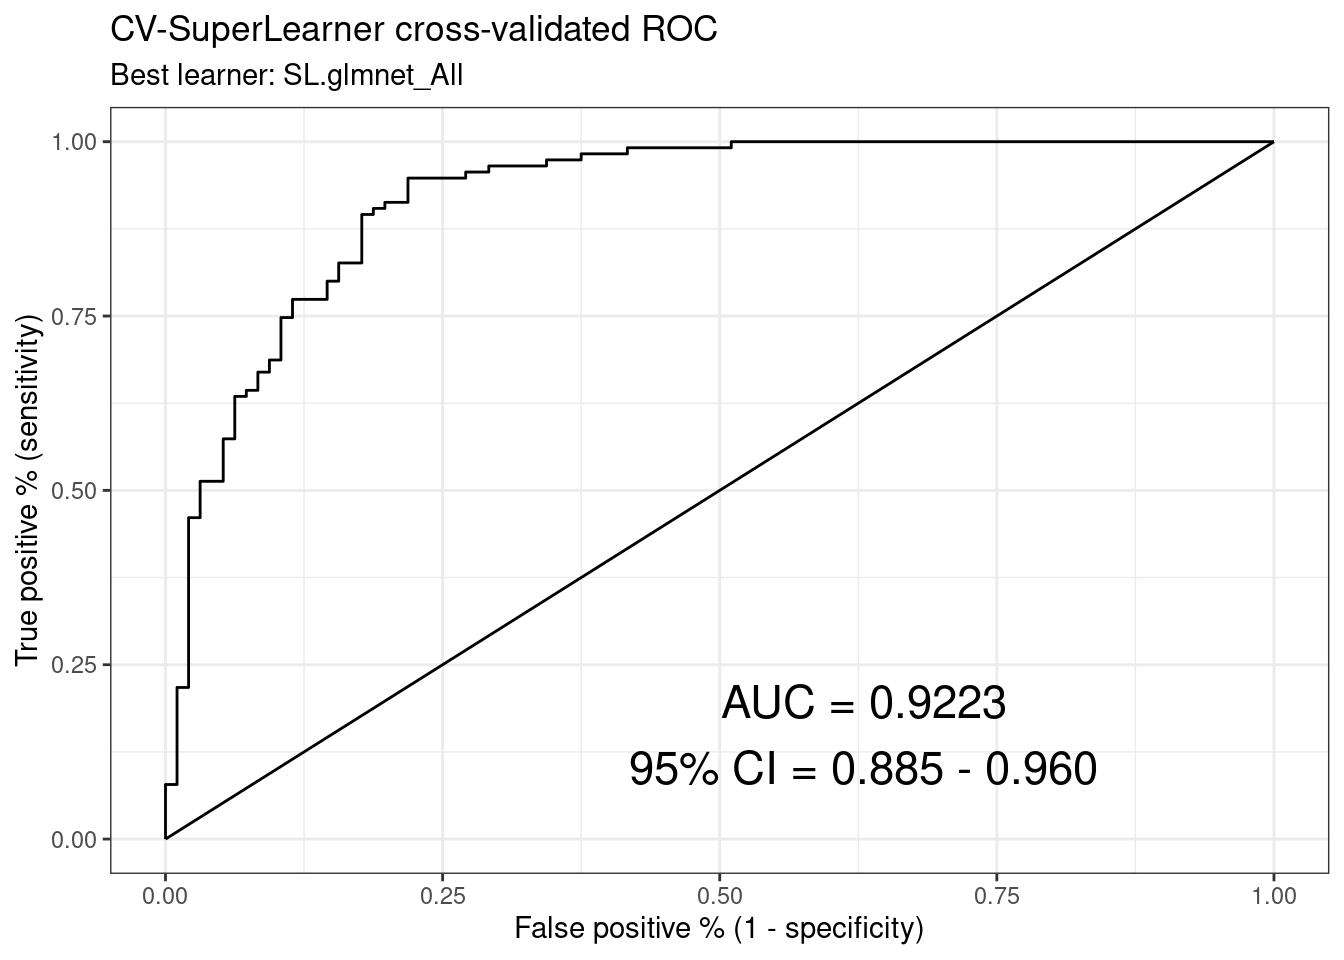 CV-SuperLearner cross-validated ROC
Best learner: SL.glmnet_All
1.00
0.75
0.50
0.25
0.00
True positive % (sensitivity)
AUC = 0.9223
95% CI = 0.885 - 0.960
0.00 0.25 0.50 0.75 1.00
False positive % (1 - specificity)